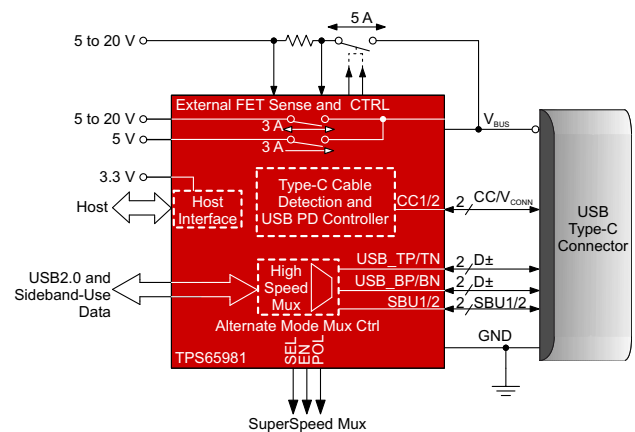 5 A
5 to 20 V
External FET Sense and CTRL
5 to 20 V
3 A
5 V
3 A
V_BUS
3.3 V
Type-C Cable
Detection and
USB PD Controller
CC1/2
2
CC/V_CONN
Host
Host
Interface
USB
Type-C
Connector
USB2.0 and
Sideband-Use
Data
High
Speed
Mux
USB_TP/TN
2
D±
USB_BP/BN
2
D±
SBU1/2
2
SBU1/2
Alternate Mode Mux Ctrl
GND
TPS65981
SEL
EN
POL
SuperSpeed Mux